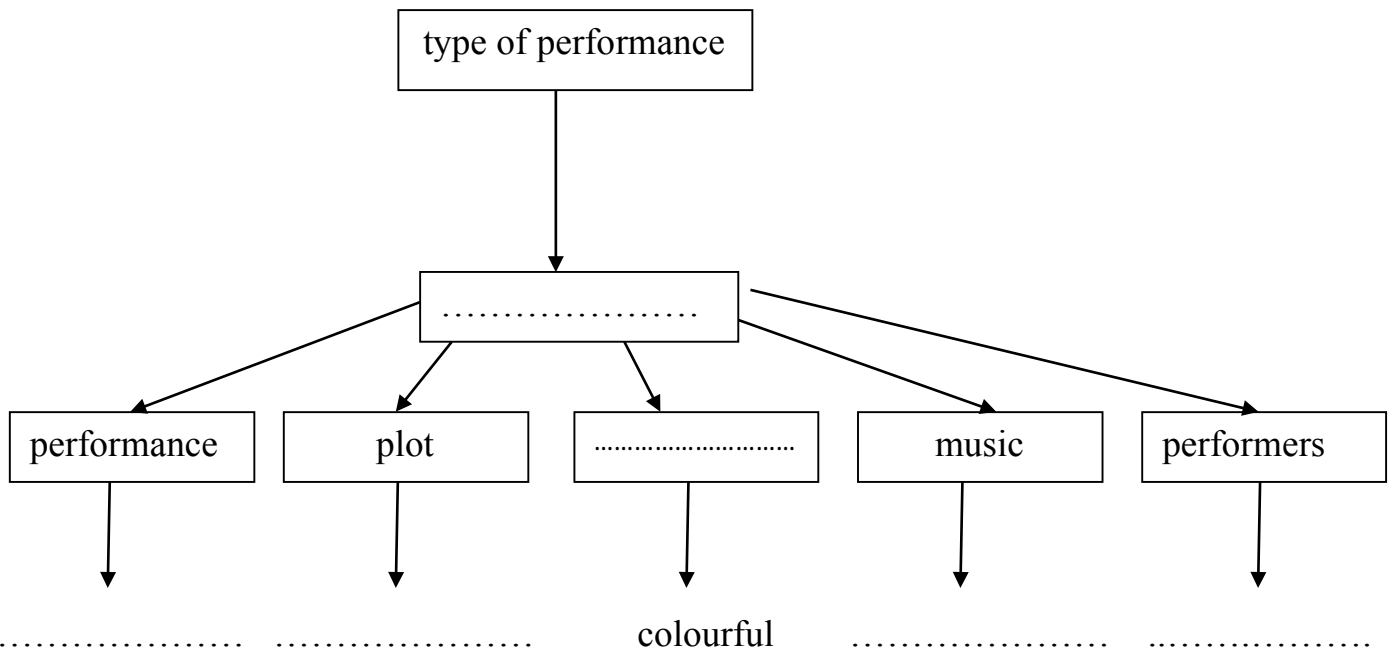 type of performance
.....................
performance
plot
..............................
music
performers
.....................
......................
colourful
......................
...................